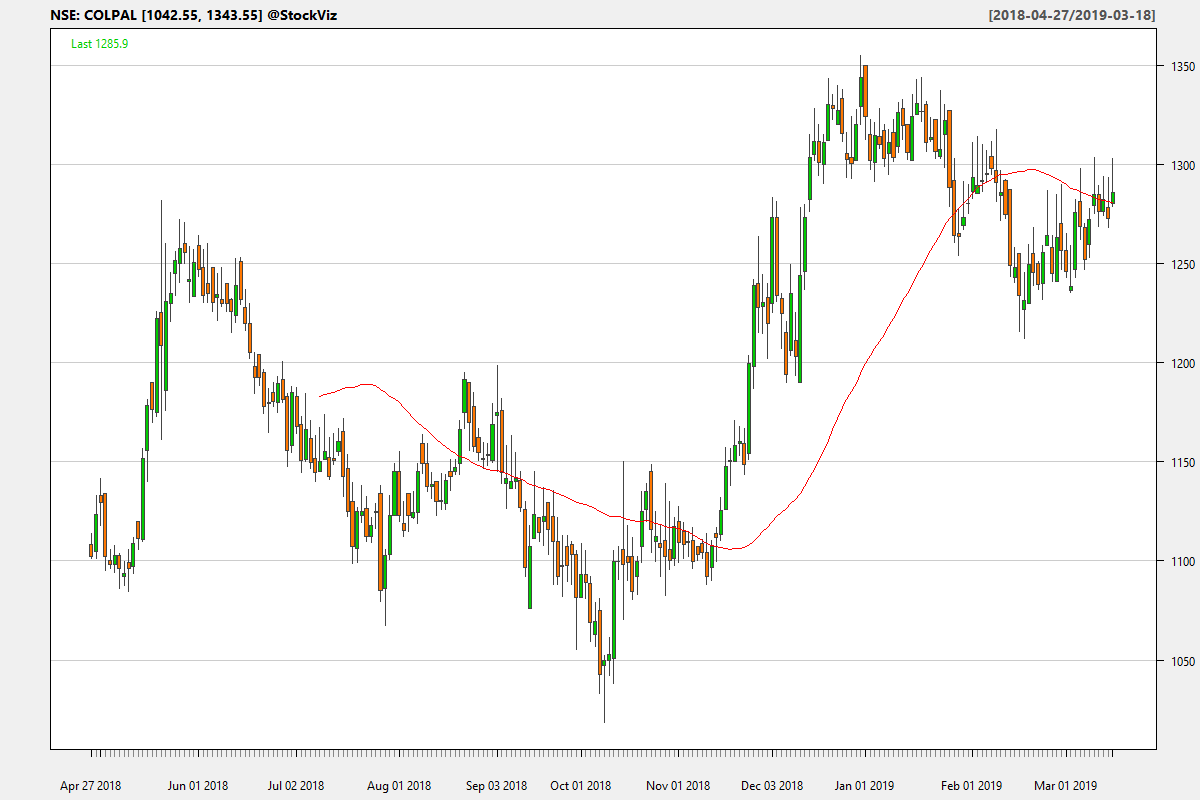 NSE: COLPAL [1042.55, 1343.55] @StockViz [2018-04-27/2019-03-18]
Last 1285.9
1350
1300
1250
1200
1150
1100
1050
Apr 27 2018 Jun 01 2018 Jul 02 2018 Aug 01 2018 Sep 03 2018 Oct 01 2018 Nov 01 2018 Dec 03 2018 Jan 01 2019 Feb 01 2019 Mar 01 2019